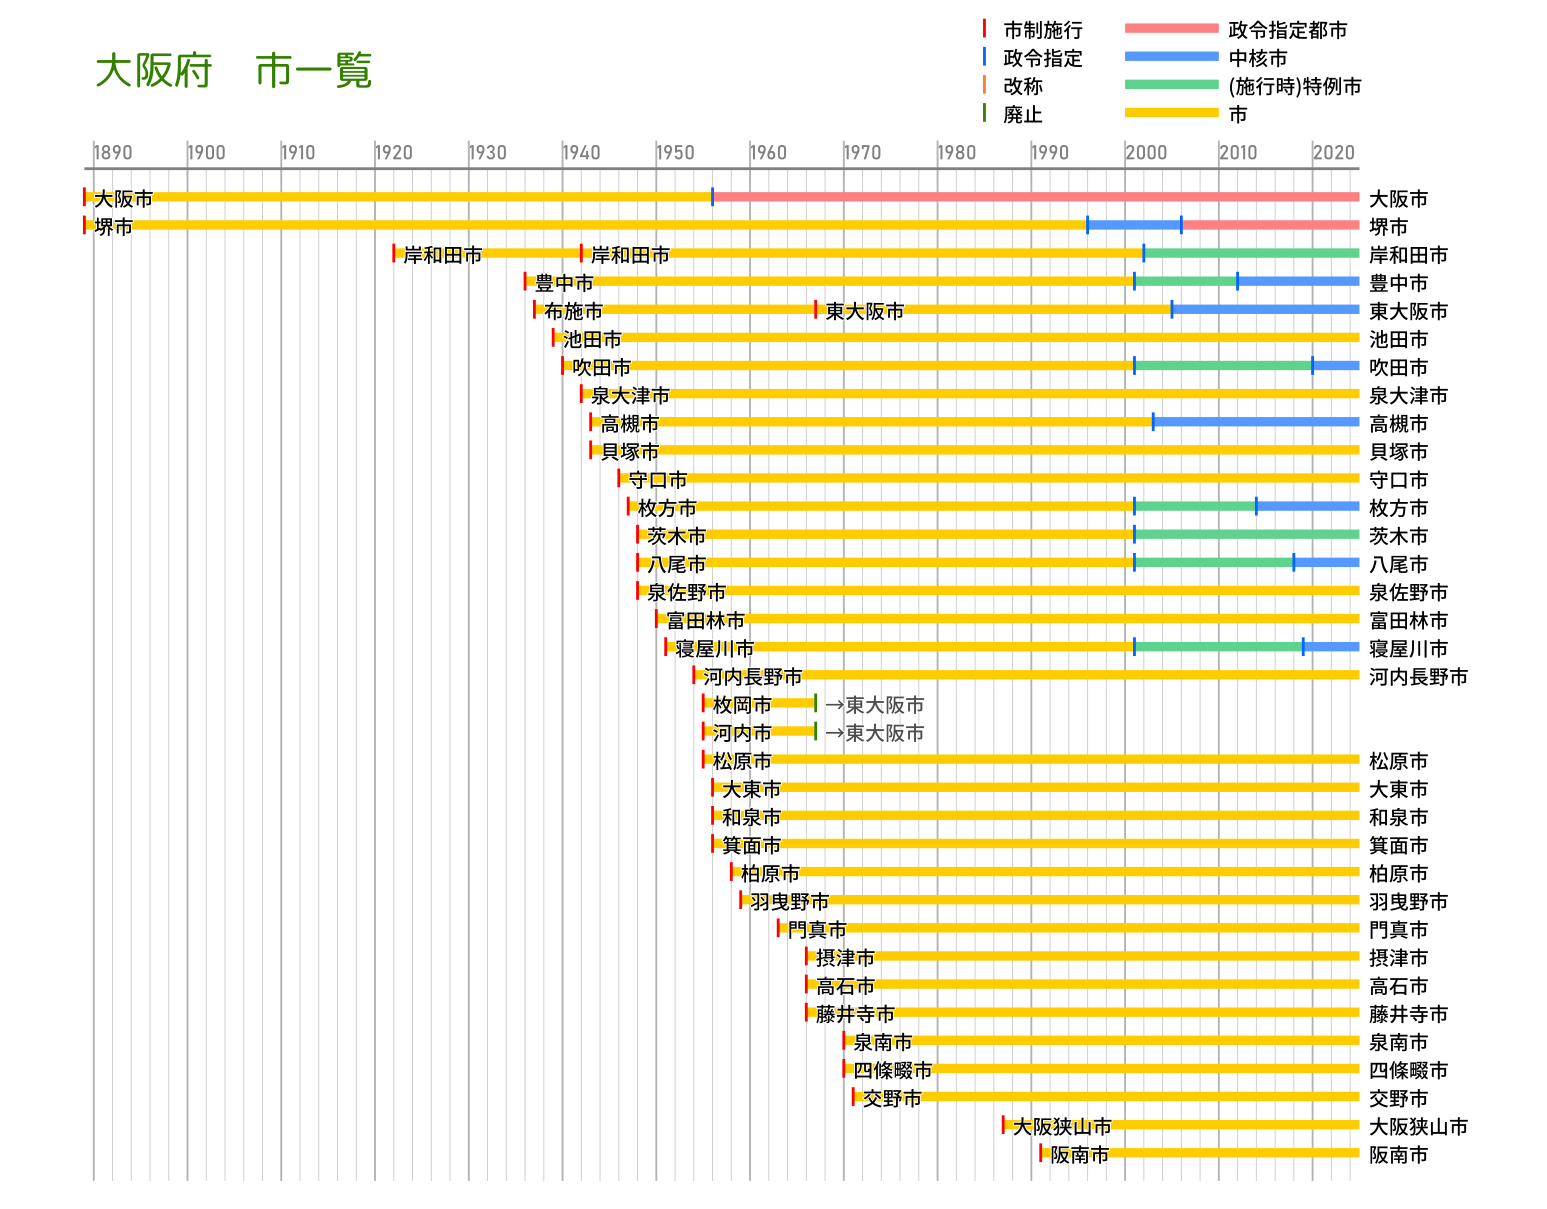 大阪府　市一覧
市制施行 政令指定都市
政令指定 中核市
改称 (施行時)特例市
廃止 市
1890 1900 1910 1920 1930 1940 1950 1960 1970 1980 1990 2000 2010 2020
大阪市 大阪市
堺市 堺市
岸和田市 岸和田市 岸和田市
豊中市 豊中市
布施市 東大阪市 東大阪市
池田市 池田市
吹田市 吹田市
泉大津市 泉大津市
高槻市 高槻市
貝塚市 貝塚市
守口市 守口市
枚方市 枚方市
茨木市 茨木市
八尾市 八尾市
泉佐野市 泉佐野市
富田林市 富田林市
寝屋川市 寝屋川市
河内長野市 河内長野市
枚岡市 →東大阪市
河内市 →東大阪市
松原市 松原市
大東市 大東市
和泉市 和泉市
箕面市 箕面市
柏原市 柏原市
羽曳野市 羽曳野市
門真市 門真市
摂津市 摂津市
高石市 高石市
藤井寺市 藤井寺市
泉南市 泉南市
四條畷市 四條畷市
交野市 交野市
大阪狭山市 大阪狭山市
阪南市 阪南市